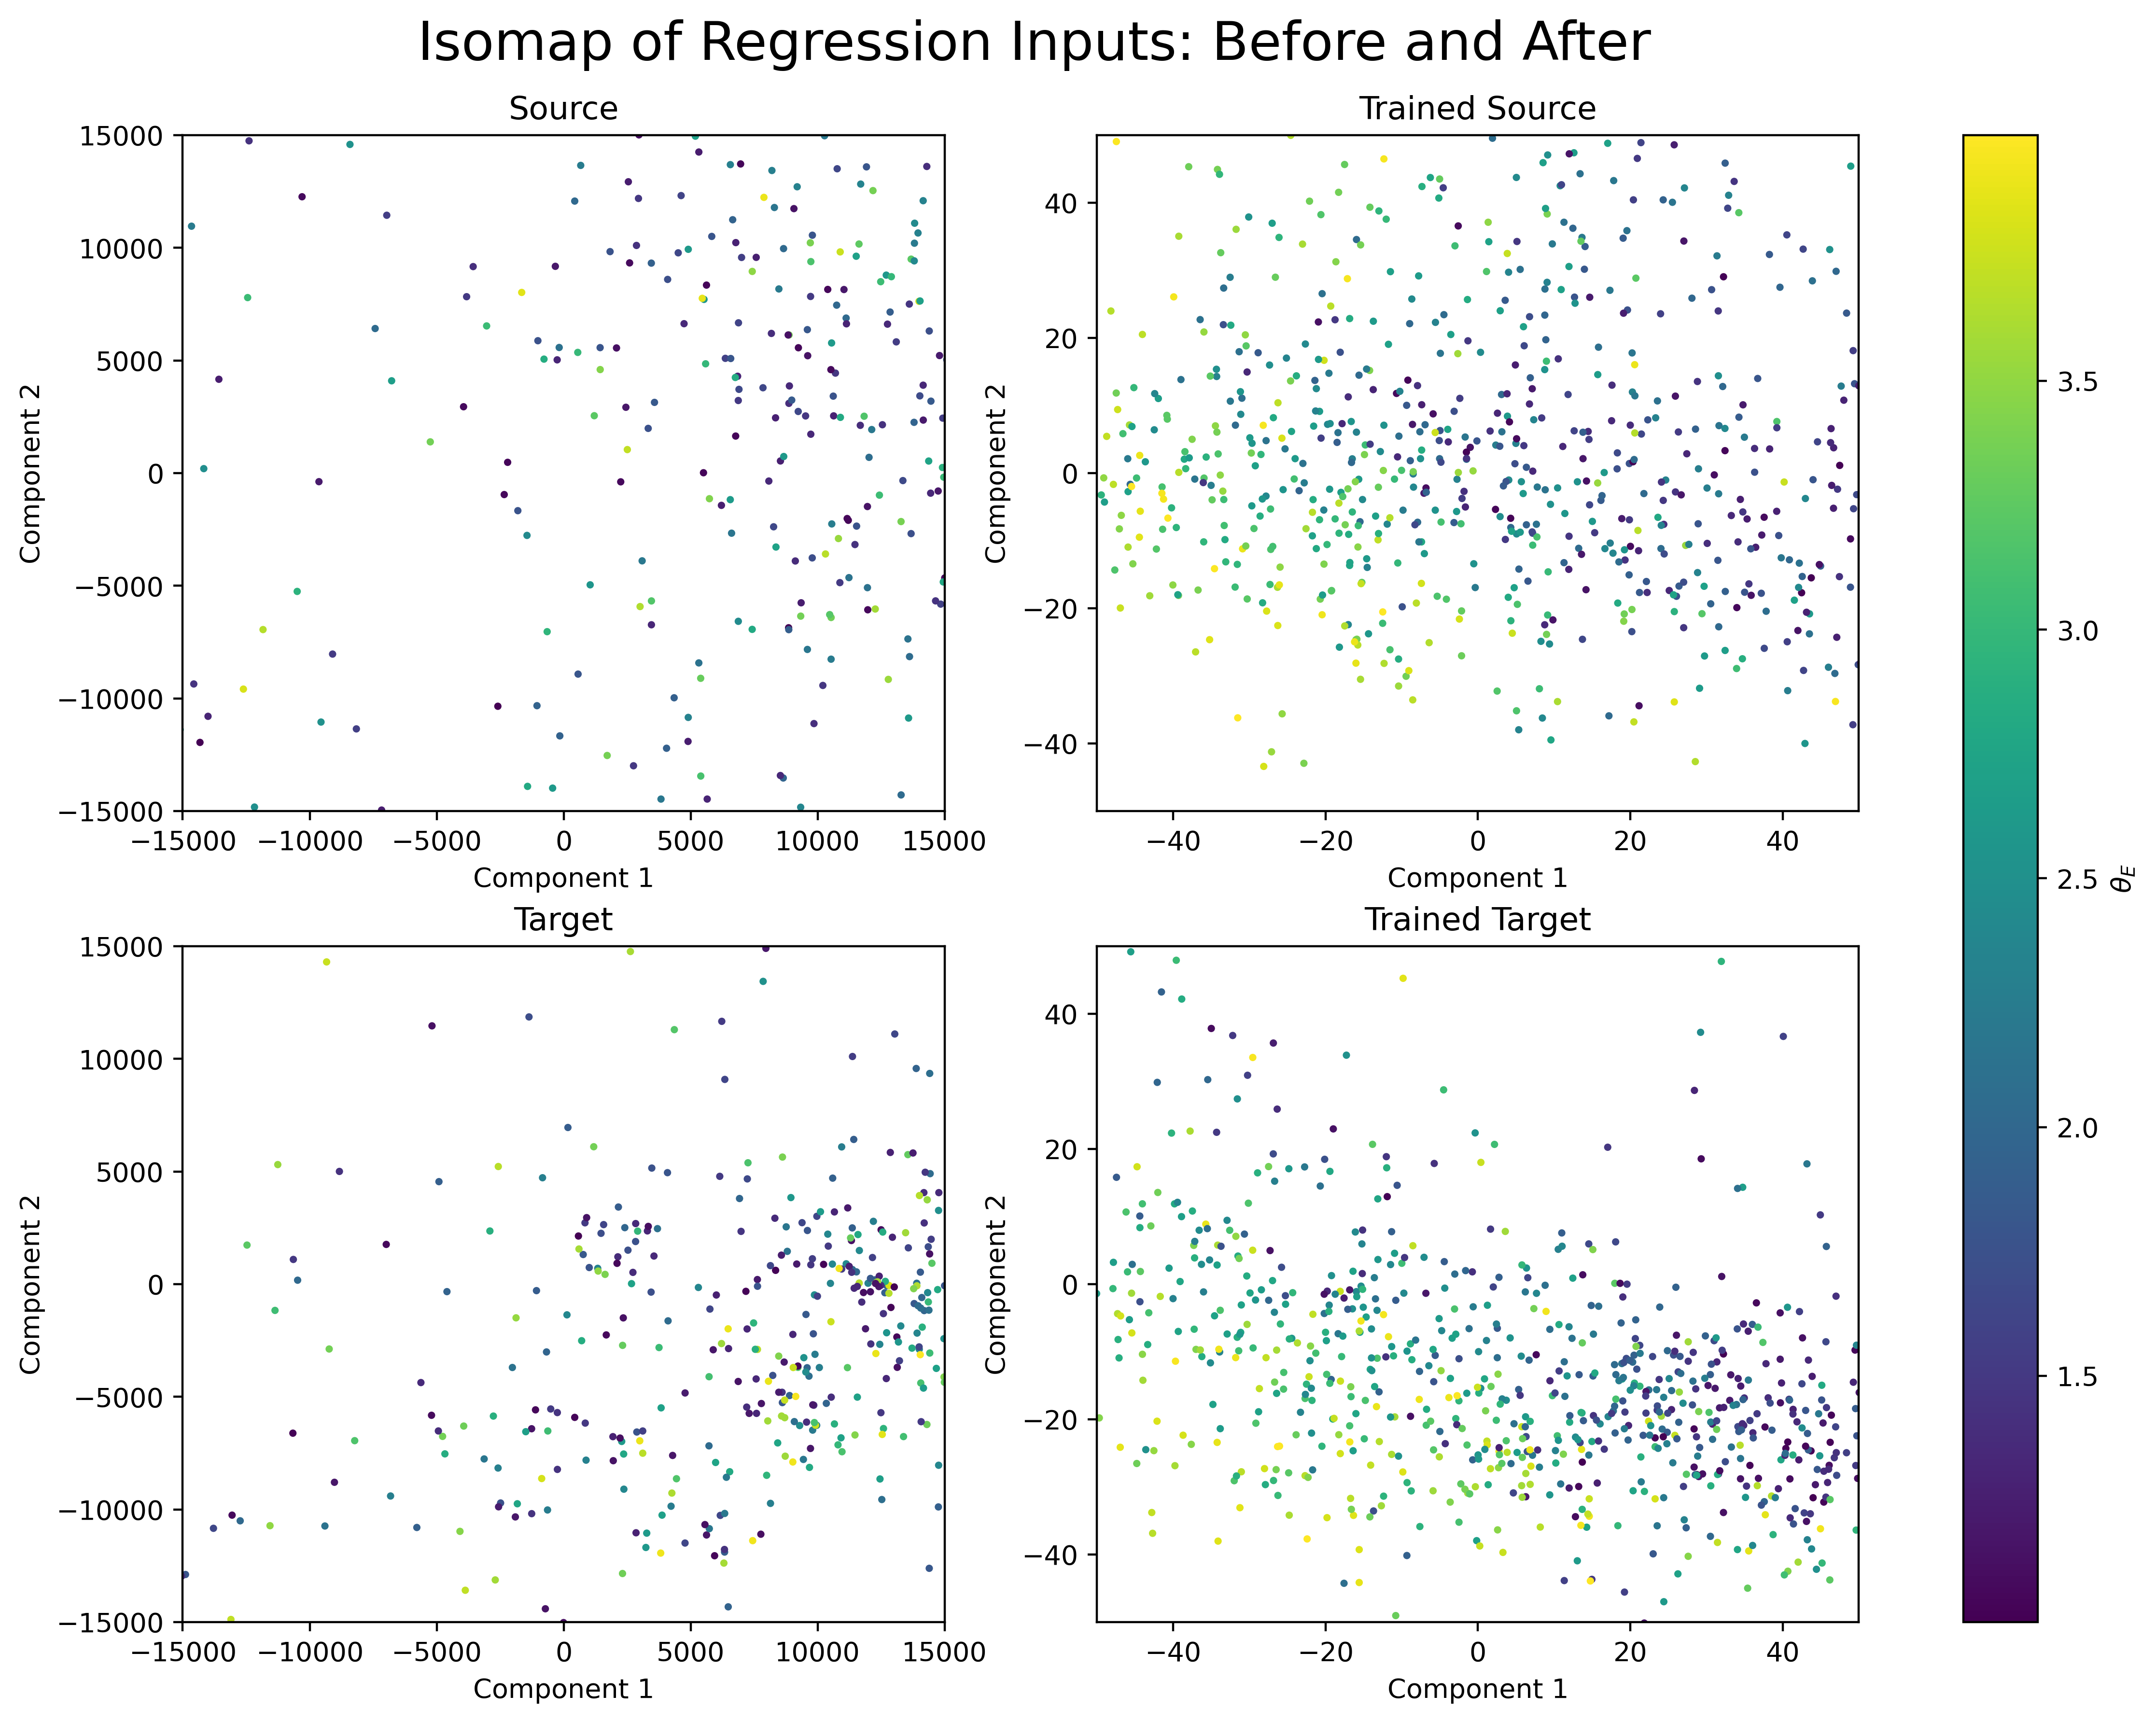 Isomap of Regression Inputs: Before and After
Source
Trained Source
15000
10000
5000
0
−5000
−10000
−15000
Component 2
−15000 −10000 −5000 0 5000 10000 15000
Component 1
40
20
0
−20
−40
Component 2
−40 −20 0 20 40
Component 1
Target
Trained Target
15000
10000
5000
0
−5000
−10000
−15000
Component 2
−15000 −10000 −5000 0 5000 10000 15000
Component 1
40
20
0
−20
−40
Component 2
−40 −20 0 20 40
Component 1
3.5
3.0
2.5
2.0
1.5
θ_E